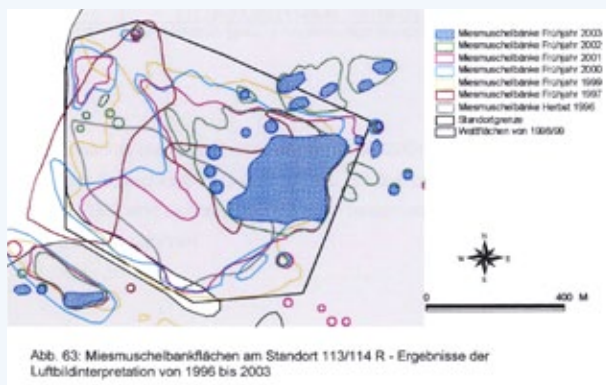 Miesmuschelbänke Frühjahr 2003
Miesmuschelbänke Frühjahr 2002
Miesmuschelbänke Frühjahr 2001
Miesmuschelbänke Frühjahr 2000
Miesmuschelbänke Frühjahr 1999
Miesmuschelbänke Frühjahr 1997
Miesmuschelbänke Herbst 1996
Standortgrenze
Wattflächen von 1998/99
N
W
S
0 400 M
Abb. 63: Miesmuschelbankflächen am Standort 113/114 R - Ergebnisse der
Luftbildinterpretation von 1996 bis 2003